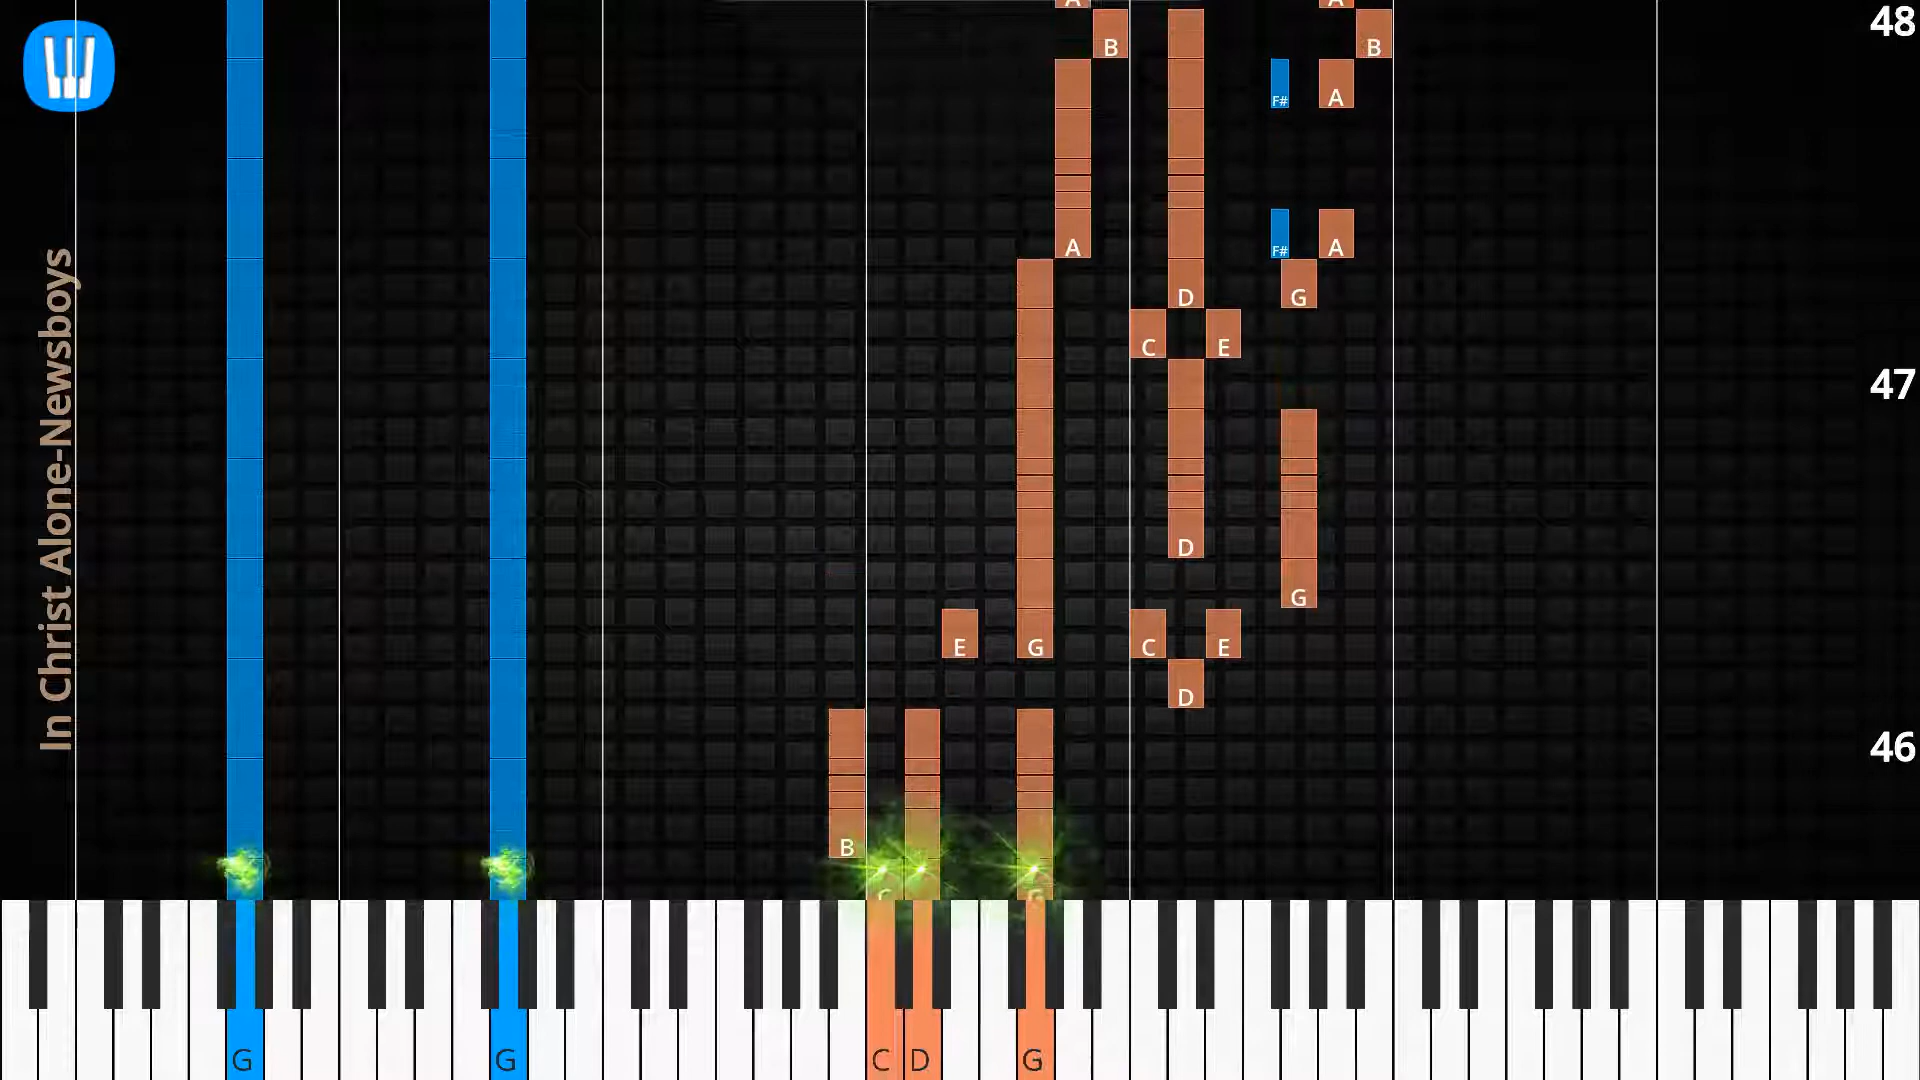 A A
B B 48
F# A
F# A
A
D G
C E
47
D
G
E G C E
D
46
B
C G
In Christ Alone-Newsboys
G G C D G